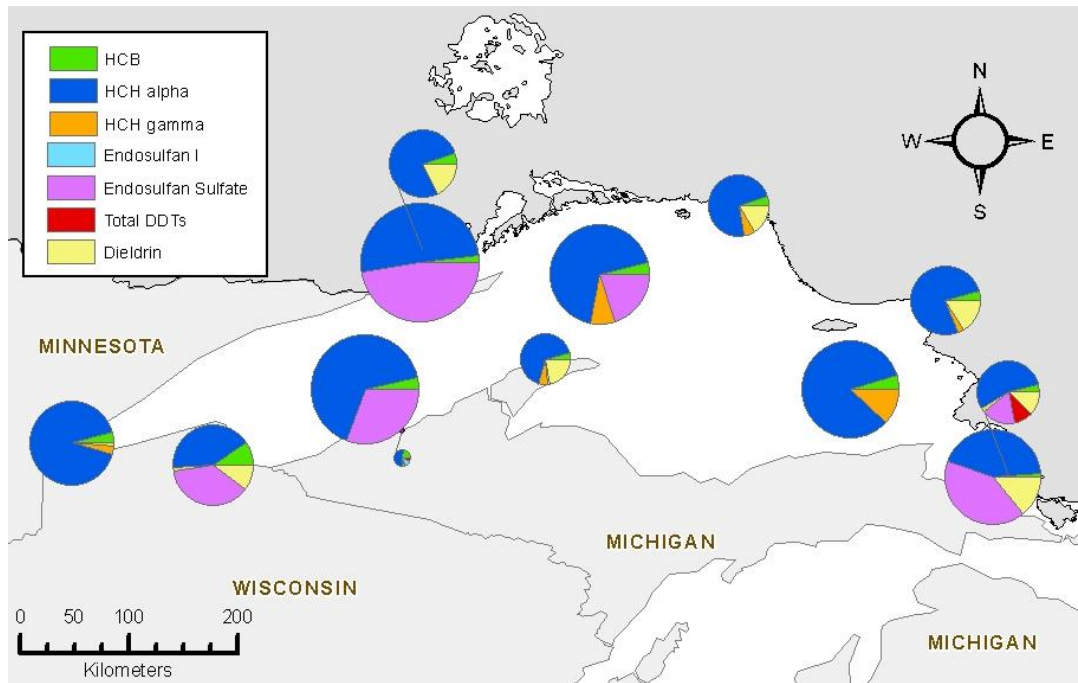 HCB
HCH alpha
HCH gamma
Endosulfan I
Endosulfan Sulfate
Total DDTs
Dieldrin
N
W
E
S
MINNESOTA
WISCONSIN
MICHIGAN
MICHIGAN
0 50 100 200
Kilometers